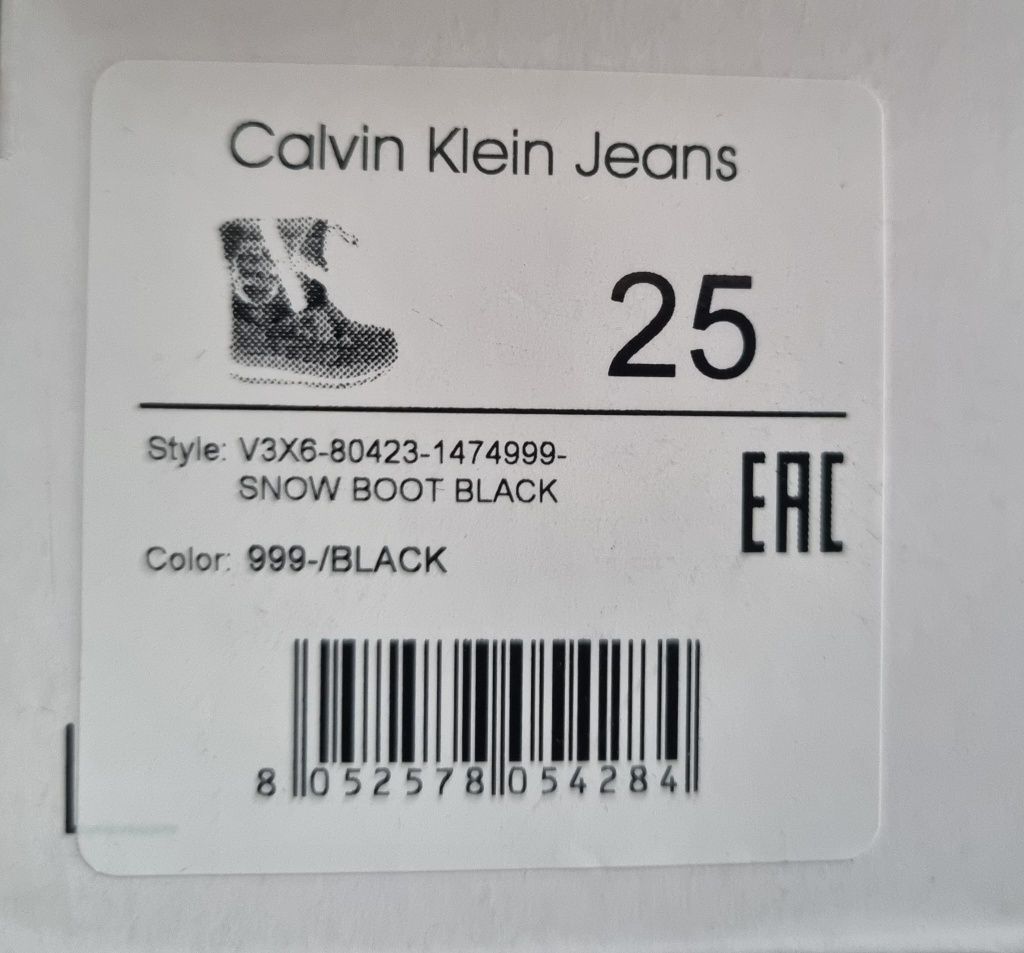 Calvin Klein Jeans
25
Style: V3X6-80423-1474999-
SNOW BOOT BLACK
EAC
Color: 999-/BLACK
8 052578 054284